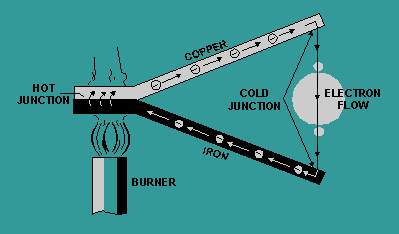 COPPER
HOT
JUNCTION
COLD
JUNCTION
ELECTRON
FLOW
IRON
BURNER